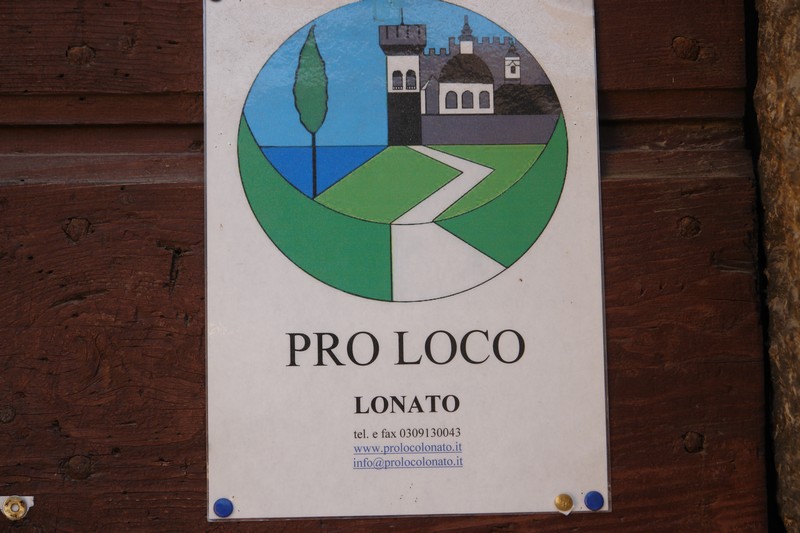 PRO LOCO
LONATO
tel. e fax 0309130043
www.prolocolonato.it
info@prolocolonato.it